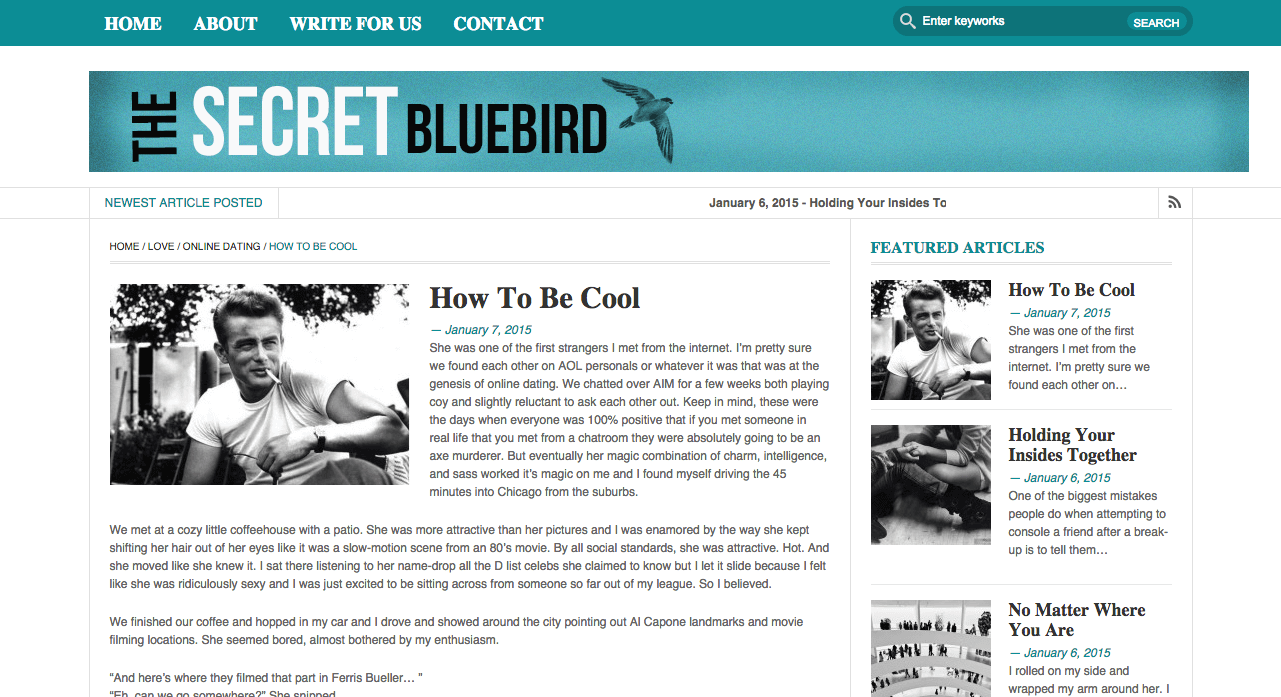 HOME ABOUT WRITE FOR US CONTACT
Enter keyworks SEARCH
THE SECRET BLUEBIRD
NEWEST ARTICLE POSTED
January 6, 2015 - Holding Your Insides To
HOME / LOVE / ONLINE DATING / HOW TO BE COOL
How To Be Cool
— January 7, 2015
She was one of the first strangers I met from the internet. I'm pretty sure
we found each other on AOL personals or whatever it was that was at the
genesis of online dating. We chatted over AIM for a few weeks both playing
coy and slightly reluctant to ask each other out. Keep in mind, these were
the days when everyone was 100% positive that if you met someone in
real life that you met from a chatroom they were absolutely going to be an
axe murderer. But eventually her magic combination of charm, intelligence,
and sass worked it's magic on me and I found myself driving the 45
minutes into Chicago from the suburbs.
We met at a cozy little coffeehouse with a patio. She was more attractive than her pictures and I was enamored by the way she kept
shifting her hair out of her eyes like it was a slow-motion scene from an 80's movie. By all social standards, she was attractive. Hot. And
she moved like she knew it. I sat there listening to her name-drop all the D list celebs she claimed to know but I let it slide because I felt
like she was ridiculously sexy and I was just excited to be sitting across from someone so far out of my league. So I believed.
We finished our coffee and hopped in my car and I drove and showed around the city pointing out Al Capone landmarks and movie
filming locations. She seemed bored, almost bothered by my enthusiasm.
“And here's where they filmed that part in Ferris Bueller… ”
“Eh, can we go somewhere?” She snipped.
FEATURED ARTICLES
How To Be Cool
— January 7, 2015
She was one of the first
strangers I met from the
internet. I'm pretty sure we
found each other on…
Holding Your
Insides Together
— January 6, 2015
One of the biggest mistakes
people do when attempting to
console a friend after a break-
up is to tell them…
No Matter Where
You Are
— January 6, 2015
I rolled on my side and
wrapped my arm around her. I